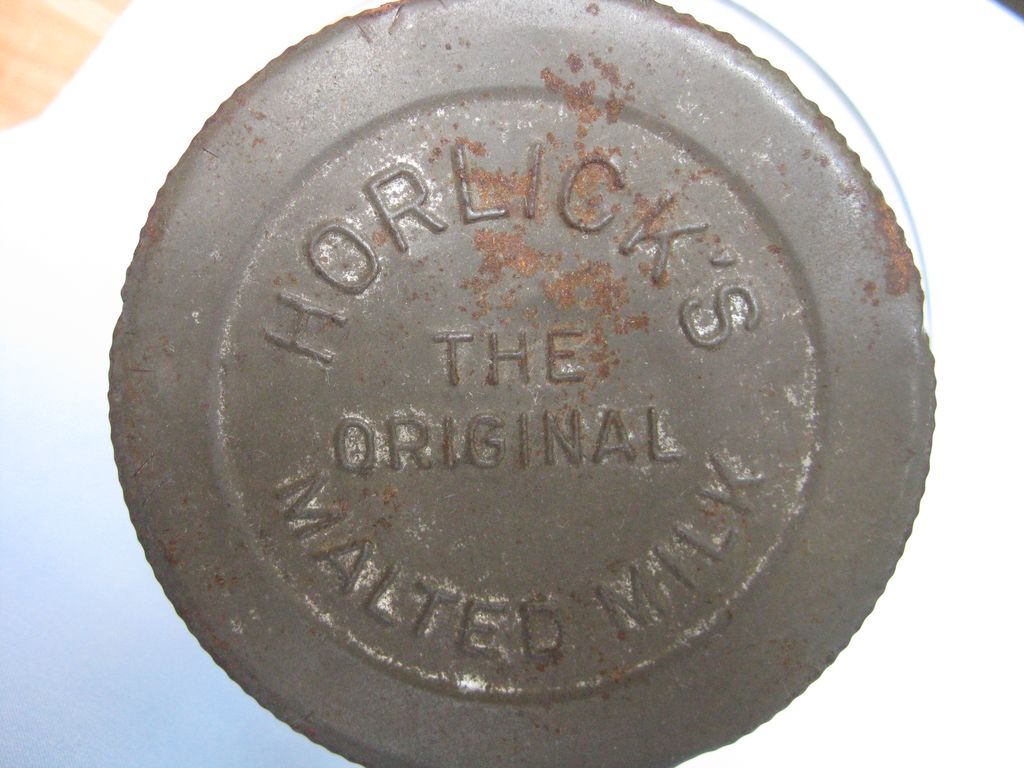 HORLICK'S
THE
ORIGINAL
MALTED MILK